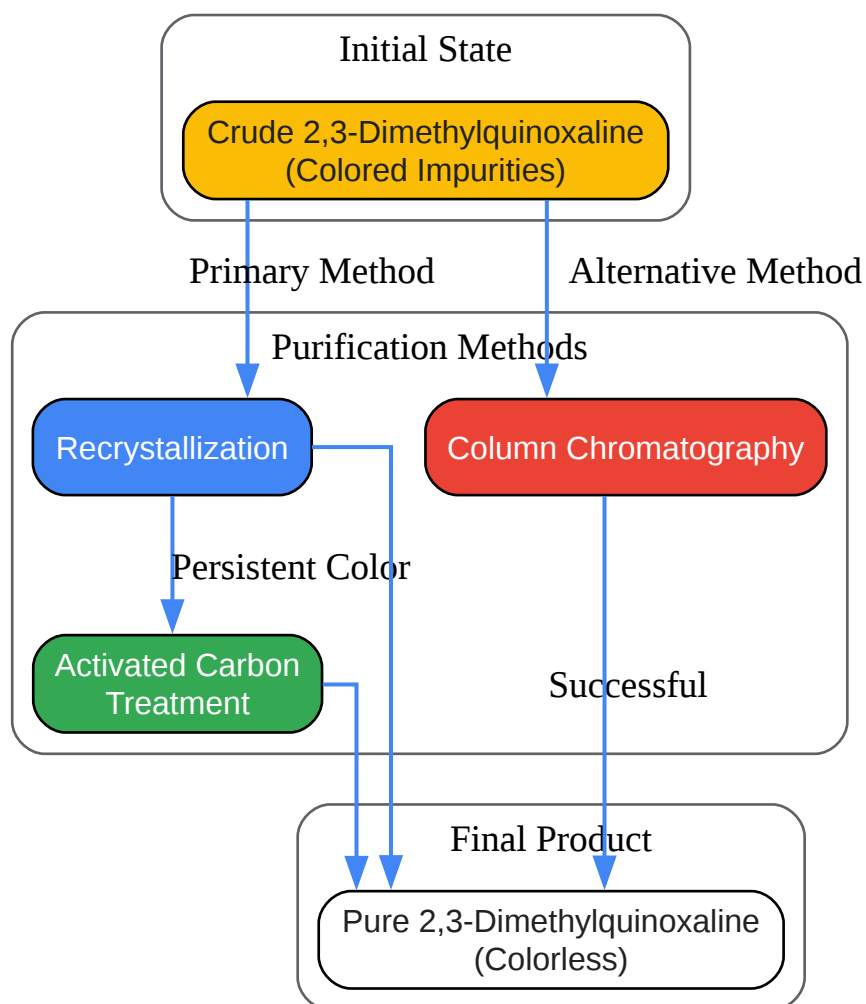 Initial State
Crude 2,3-Dimethylquinoxaline
(Colored Impurities)
Primary Method
Alternative Method
Purification Methods
Recrystallization
Column Chromatography
Persistent Color
Activated Carbon
Treatment
Successful
Final Product
Pure 2,3-Dimethylquinoxaline
(Colorless)